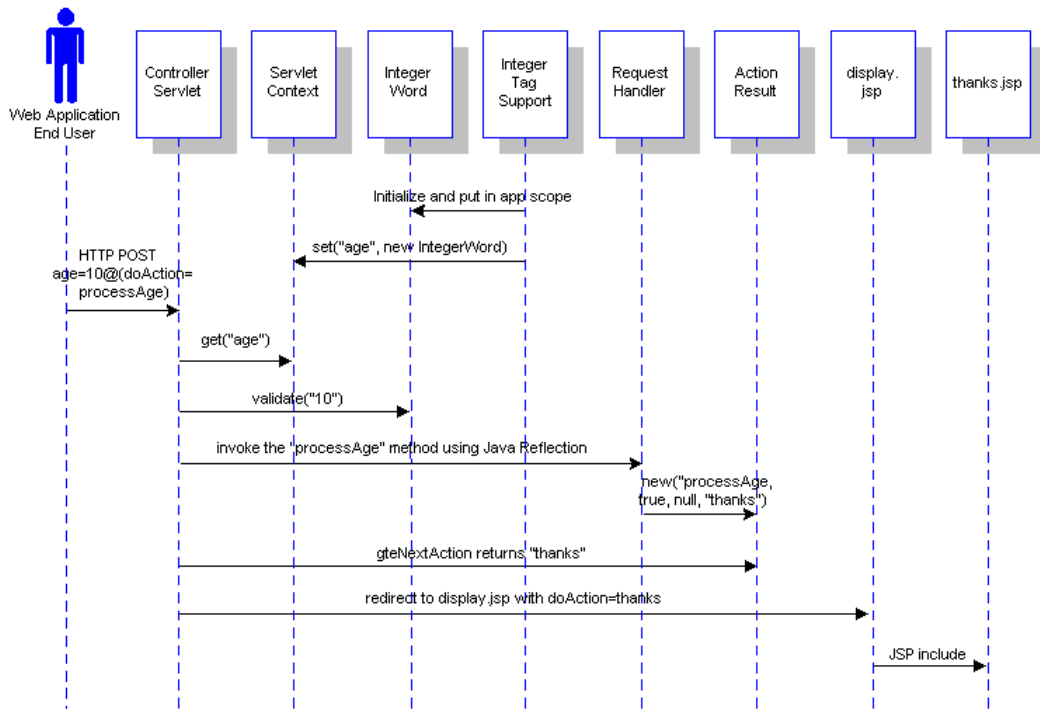 Web Application
End User
Controller
Servlet
Servlet
Context
Integer
Word
Integer
Tag
Support
Request
Handler
Action
Result
display.
jsp
thanks.jsp
Initialize and put in app scope
set("age", new IntegerWord)
HTTP POST
age=10@(doAction=
processAge)
get("age")
validate("10")
invoke the "processAge" method using Java Reflection
new("processAge,
true, null, "thanks")
gteNextAction returns "thanks"
redirect to display.jsp with doAction=thanks
JSP include